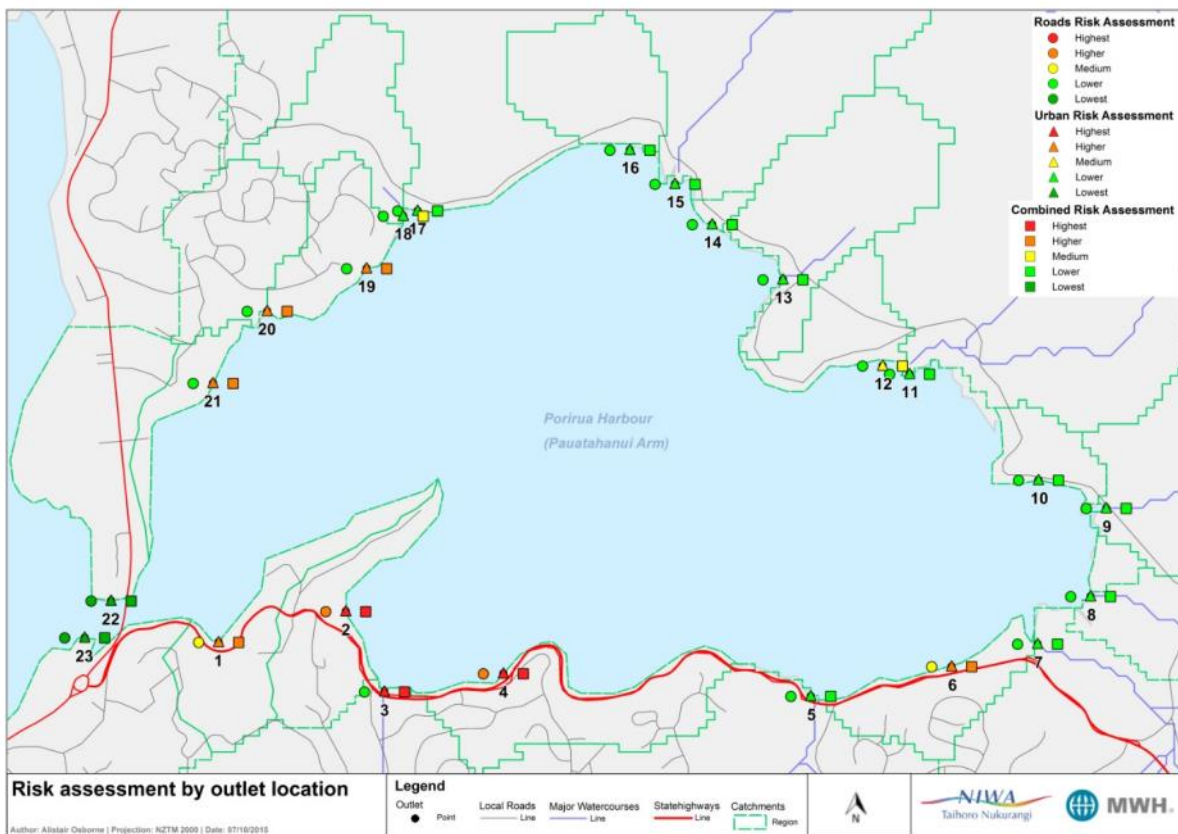 Roads Risk Assessment
Highest
Higher
Medium
Lower
Lowest
Urban Risk Assessment
Highest
Higher
Medium
Lower
Lowest
Combined Risk Assessment
Highest
Higher
Medium
Lower
Lowest
16
15
17
18
14
19
13
20
12
11
21
Porirua Harbour
(Pauatahanui Arm)
10
9
8
22
2
23
1
7
4
6
3
5
Risk assessment by outlet location
Author: Alistair Osborne | Projection: NZTM 2000 | Date: 07/10/2015
Legend
Outlet
Point
Local Roads
Line
Major Watercourses
Line
Statehighways
Line
Catchments
Region
N
NIWA
Taihoro Nukurangi
MWH